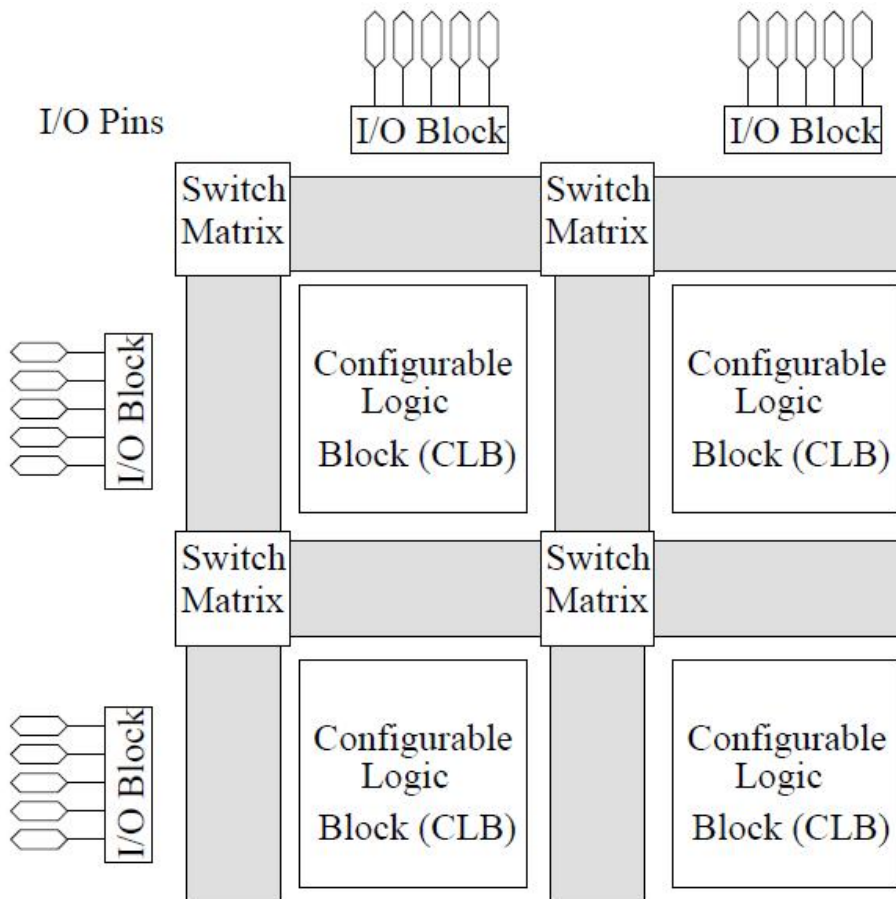 I/O Pins
I/O Block
I/O Block
Switch
Matrix
Switch
Matrix
I/O Block
Configurable
Logic
Block (CLB)
Configurable
Logic
Block (CLB)
Switch
Matrix
Switch
Matrix
I/O Block
Configurable
Logic
Block (CLB)
Configurable
Logic
Block (CLB)